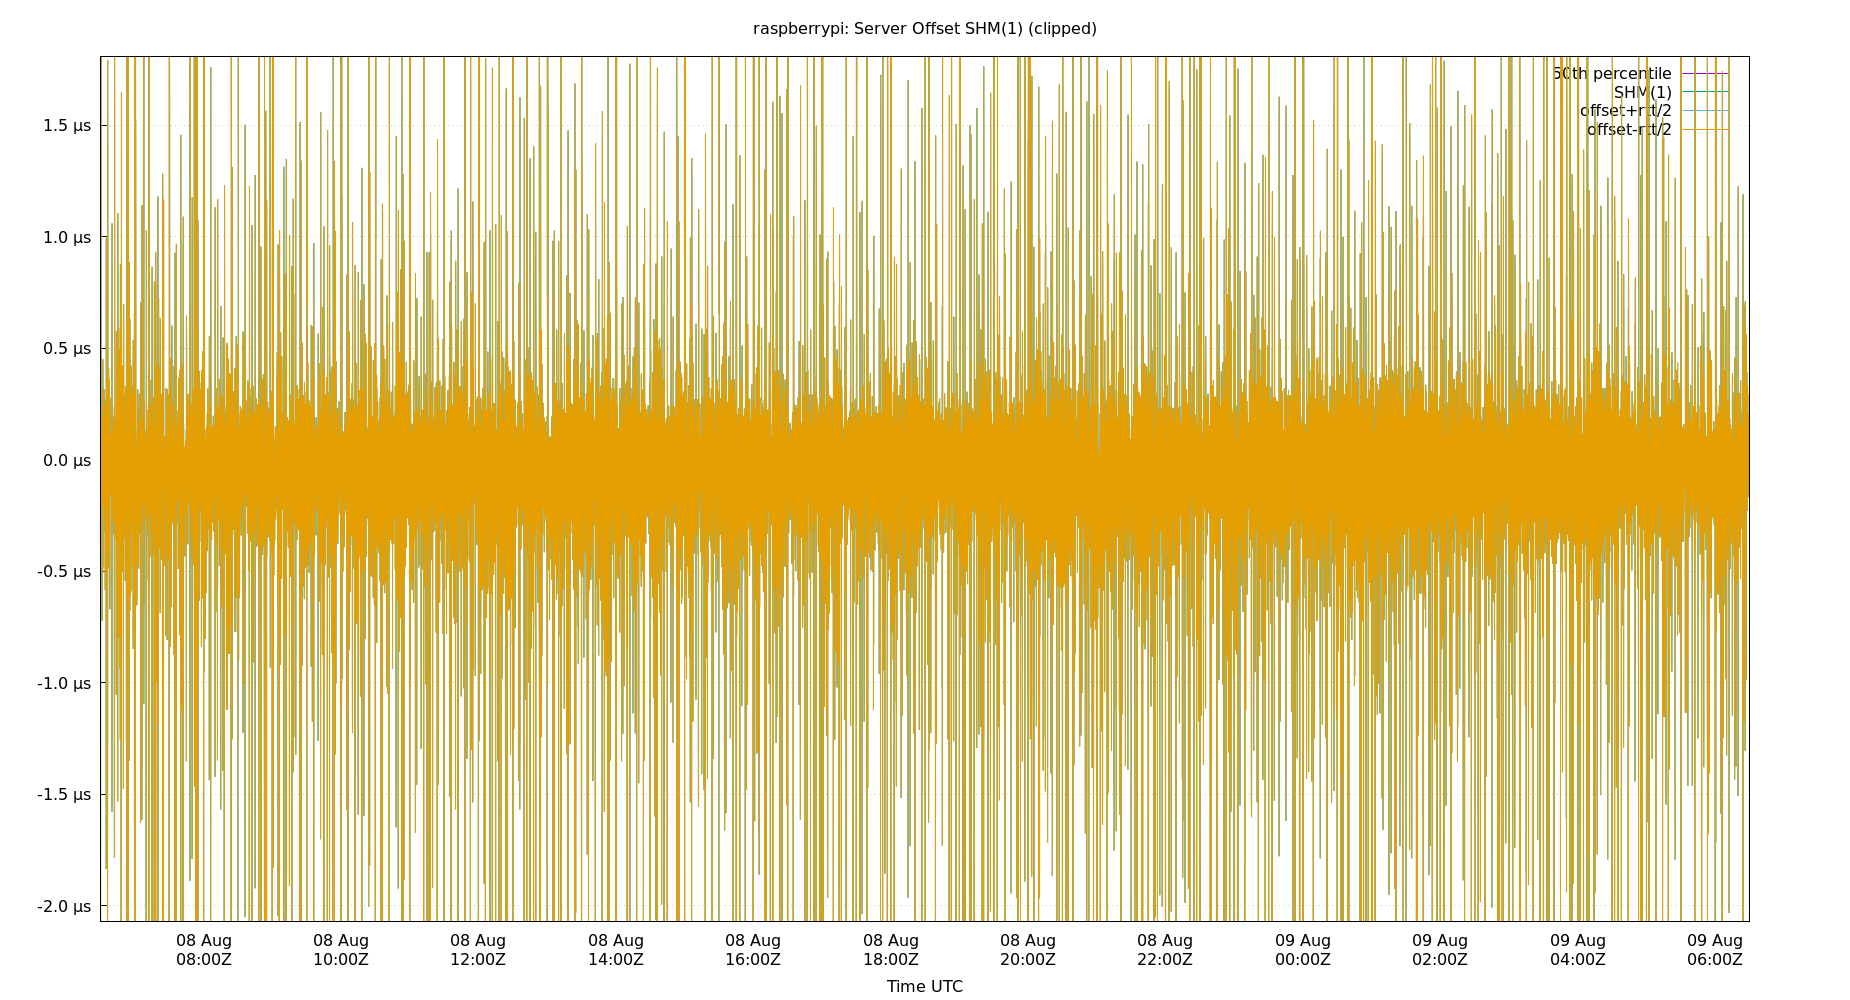 raspberrypi: Server Offset SHM(1) (clipped)
50th percentile
SHM(1)
offset+rtt/2
offset-rtt/2
1.5 µs
1.0 µs
0.5 µs
0.0 µs
-0.5 µs
-1.0 µs
-1.5 µs
-2.0 µs
08 Aug 08 Aug 08 Aug 08 Aug 08 Aug 08 Aug 08 Aug 08 Aug 09 Aug 09 Aug 09 Aug 09 Aug
08:00Z 10:00Z 12:00Z 14:00Z 16:00Z 18:00Z 20:00Z 22:00Z 00:00Z 02:00Z 04:00Z 06:00Z
Time UTC